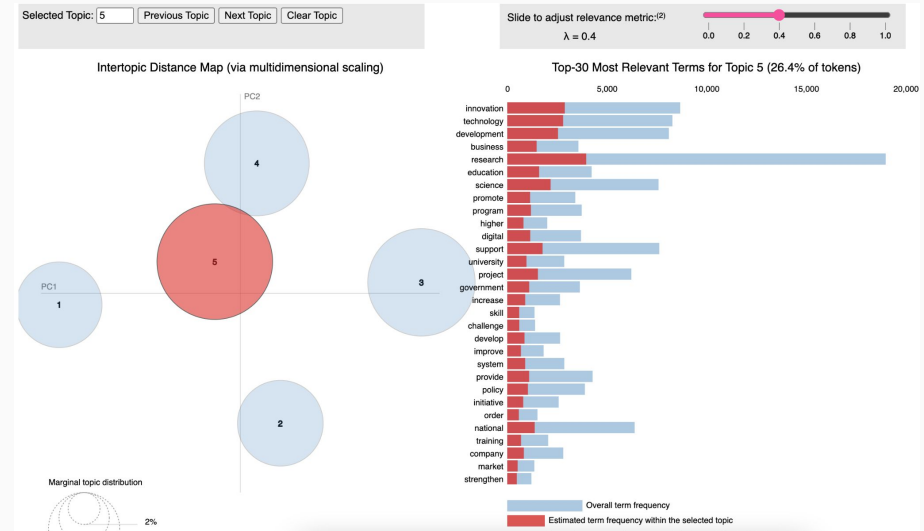 Selected Topic: 5 Previous Topic Next Topic Clear Topic
Slide to adjust relevance metric:(2)
λ = 0.4
0.0 0.2 0.4 0.6 0.8 1.0
Intertopic Distance Map (via multidimensional scaling)
PC2
PC1
4
5
3
1
2
Marginal topic distribution
2%
Top-30 Most Relevant Terms for Topic 5 (26.4% of tokens)
0 5,000 10,000 15,000 20,000
innovation
technology
development
business
research
education
science
promote
program
higher
digital
support
university
project
government
increase
skill
challenge
develop
improve
system
provide
policy
initiative
order
national
training
company
market
strengthen
Overall term frequency
Estimated term frequency within the selected topic